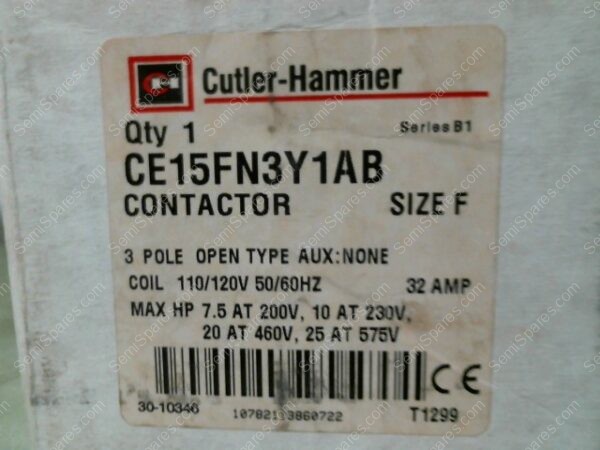 Cutler-Hammer
Qty 1 Series B1
CE15FN3Y1AB
CONTACTOR SIZE F
3 POLE OPEN TYPE AUX:NONE
COIL 110/120V 50/60HZ 32 AMP
MAX HP 7.5 AT 200V, 10 AT 230V,
20 AT 460V, 25 AT 575V
CE
30-10346 T1299
SemiSpares.com